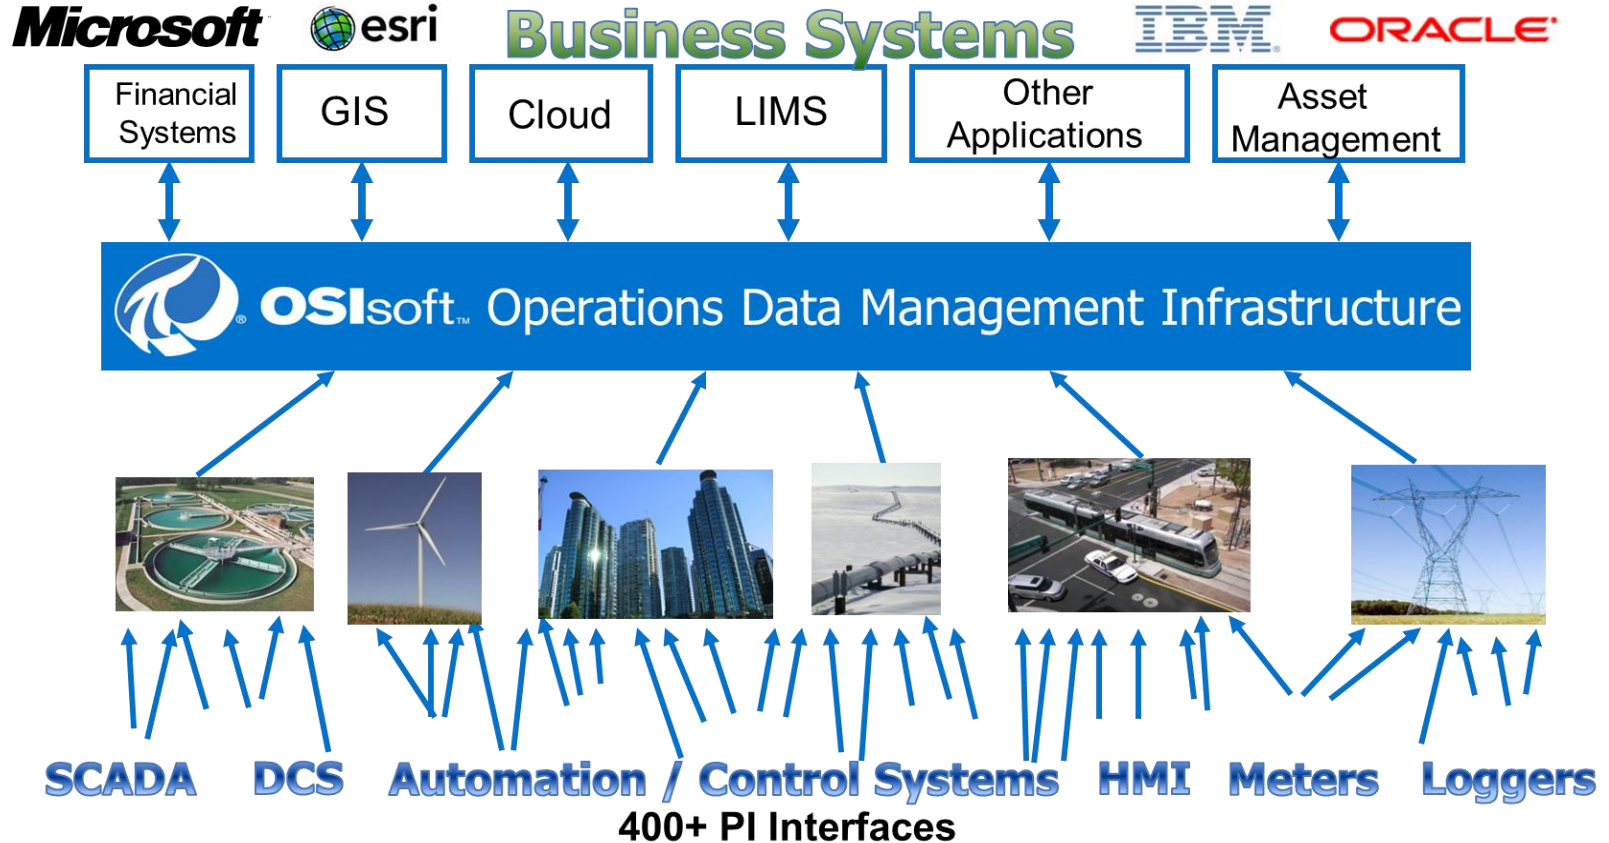 Microsoft
esri
Business Systems
IBM®
ORACLE®
Financial
Systems
GIS
Cloud
LIMS
Other
Applications
Asset
Management
® OSIsoft™ Operations Data Management Infrastructure
SCADA DCS Automation / Control Systems HMI Meters Loggers
400+ PI Interfaces